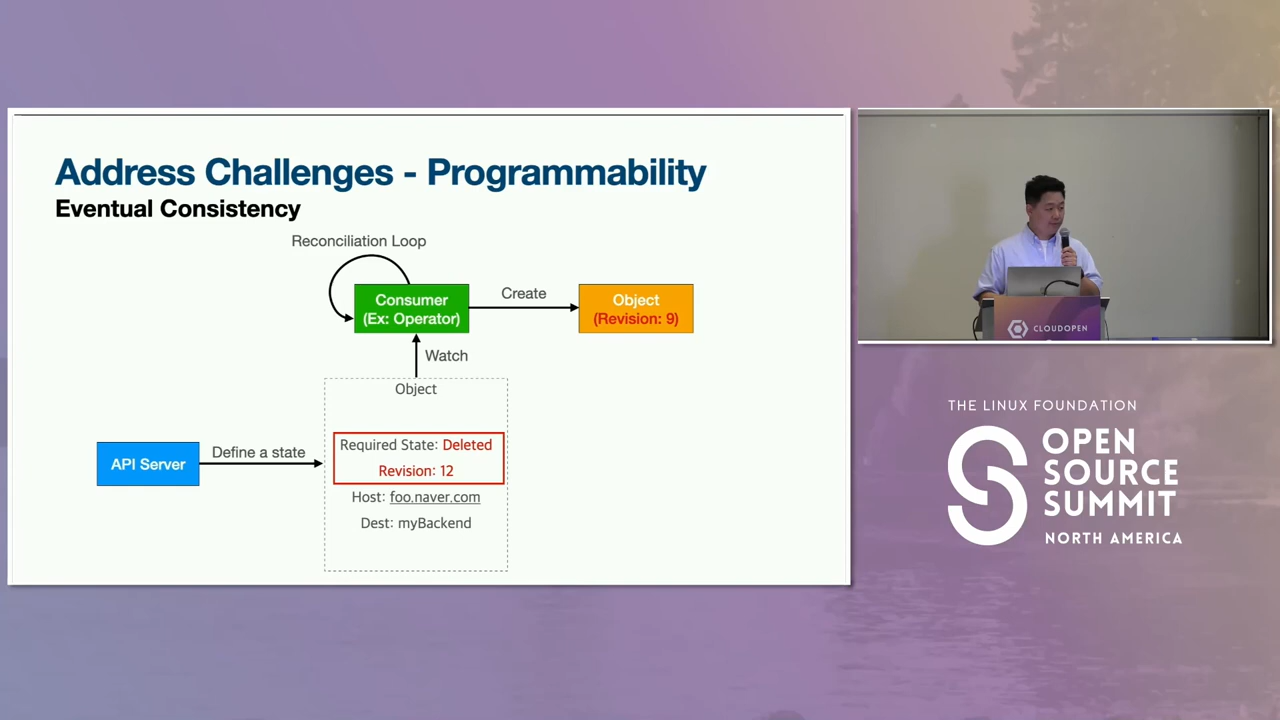 Address Challenges - Programmability
Eventual Consistency
Reconciliation Loop
Consumer
(Ex: Operator)
Create
Object
(Revision: 9)
Watch
Object
API Server
Define a state
Required State: Deleted
Revision: 12
Host: foo.naver.com
Dest: myBackend
CLOUDOPEN
THE LINUX FOUNDATION
OPEN
SOURCE
SUMMIT
NORTH AMERICA